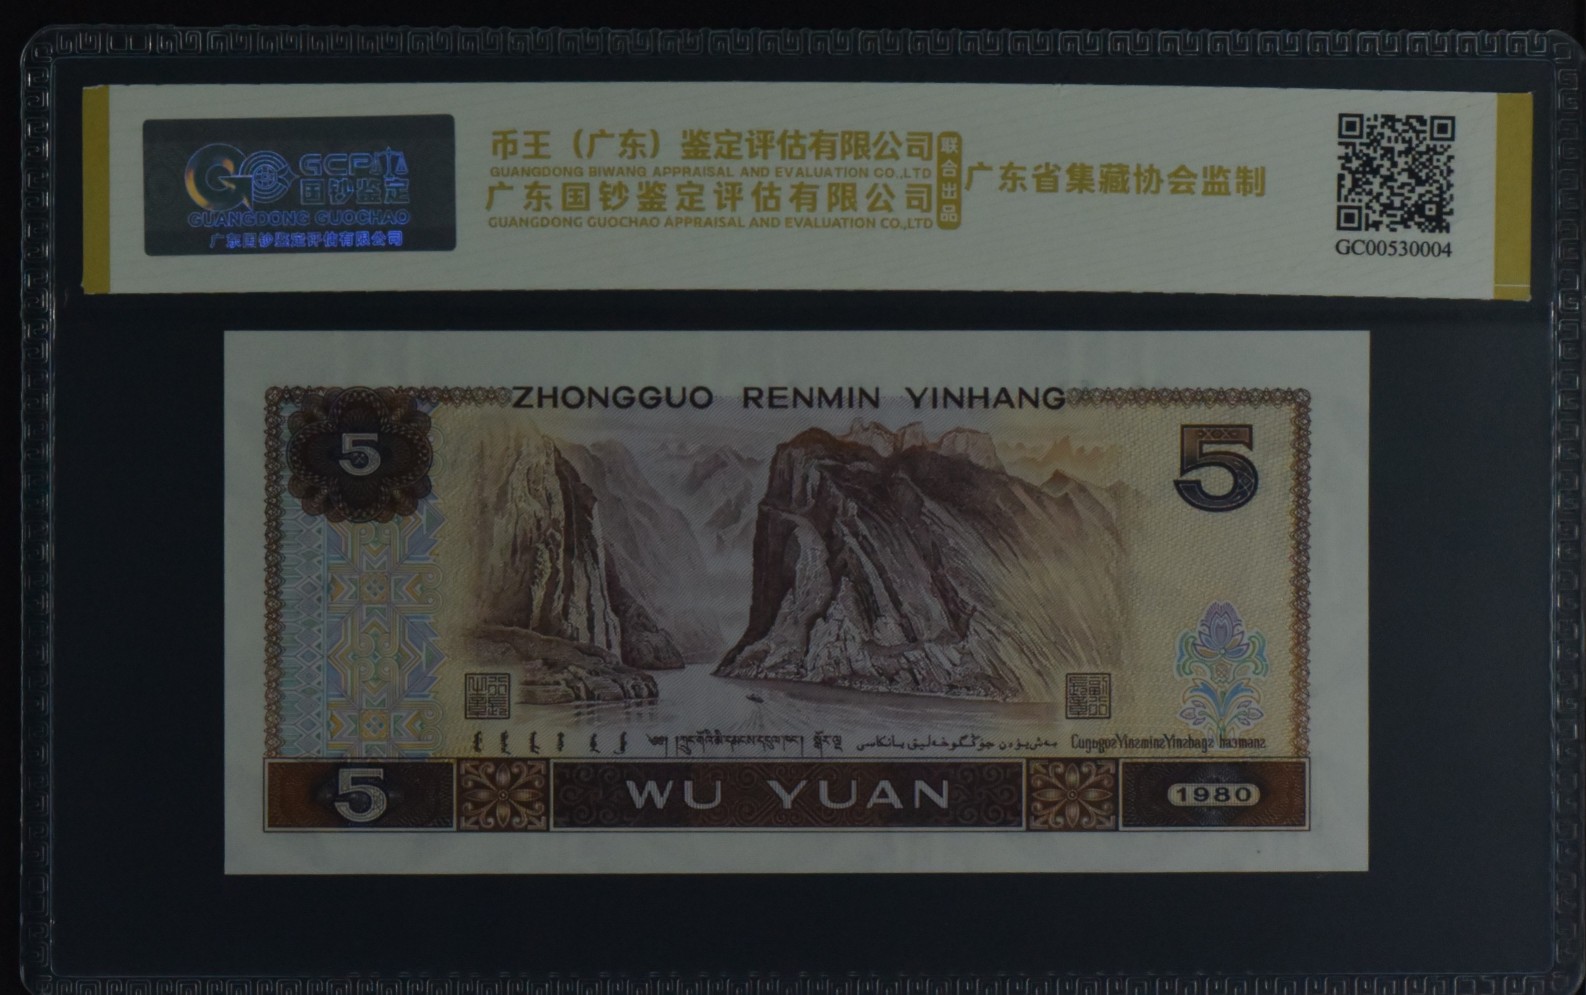 GCP
国钞鉴定
GUANGDONG GUOCHAO
广东国钞鉴定评估有限公司
币王（广东）鉴定评估有限公司
GUANGDONG BIWANG APPRAISAL AND EVALUATION CO.,LTD
广东国钞鉴定评估有限公司
GUANGDONG GUOCHAO APPRAISAL AND EVALUATION CO.,LTD
联合出品
广东省集藏协会监制
GC00530004
ZHONGGUO RENMIN YINHANG
5
5
5
WU YUAN
1980